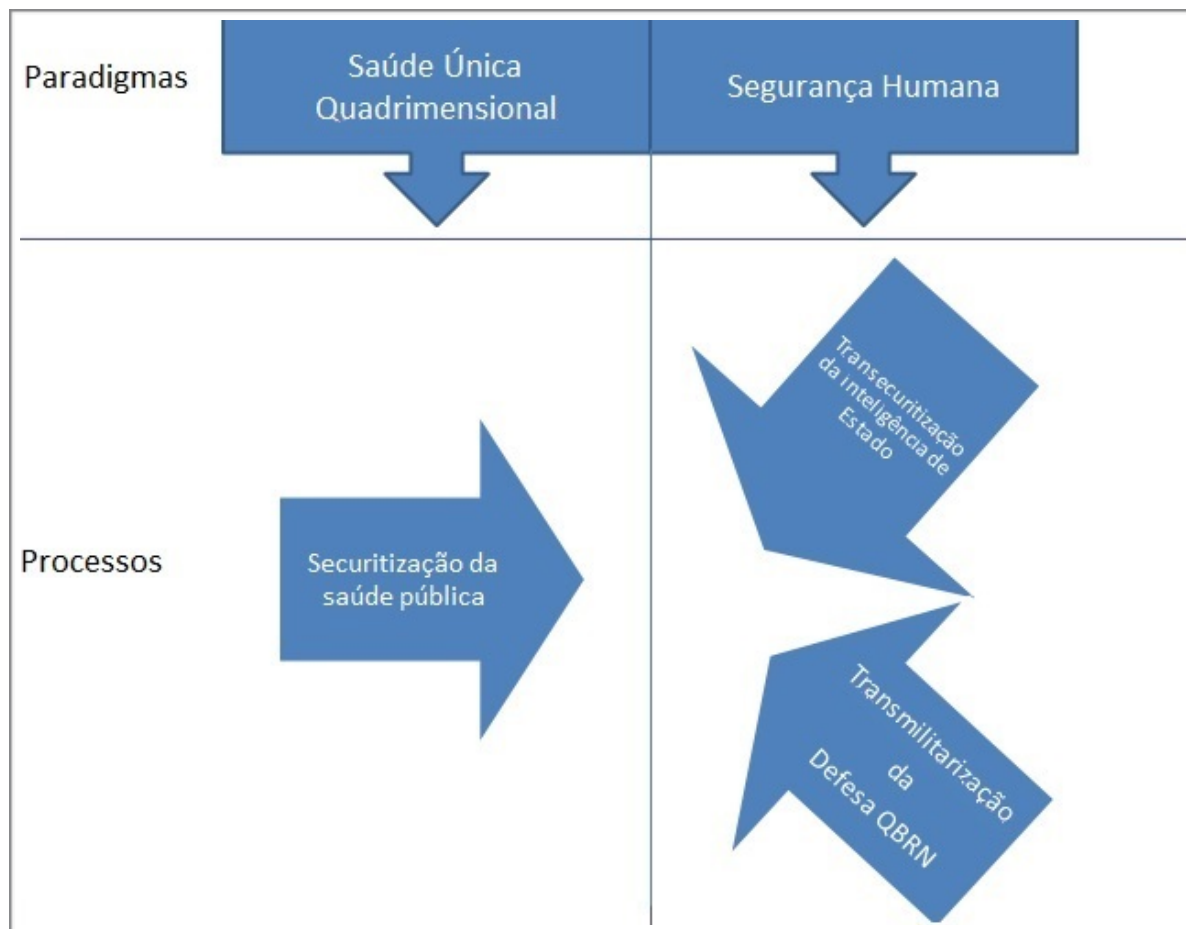 Paradigmas
Saúde Única
Quadrimensional
Segurança Humana
Processos
Securitização da
saúde pública
Transecuritização
da inteligência de
Estado
Transmilitarização
da
Defesa QBRN